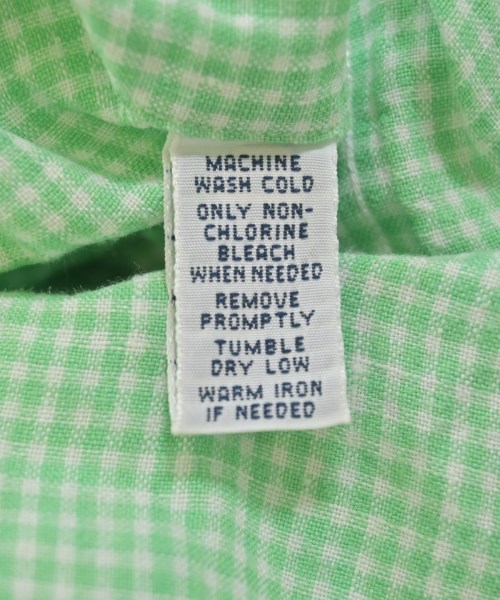 MACHINE
WASH COLD
ONLY NON-
CHLORINE
BLEACH
WHEN NEEDED
REMOVE
PROMPTLY
TUMBLE
DRY LOW
WARM IRON
IF NEEDED